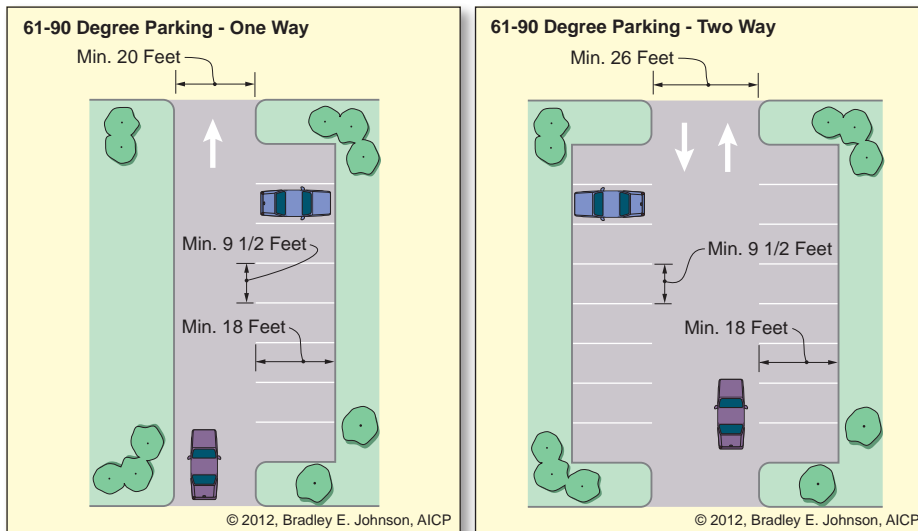 61-90 Degree Parking - One Way
Min. 20 Feet
Min. 9 1/2 Feet
Min. 18 Feet
© 2012, Bradley E. Johnson, AICP
61-90 Degree Parking - Two Way
Min. 26 Feet
Min. 9 1/2 Feet
Min. 18 Feet
© 2012, Bradley E. Johnson, AICP